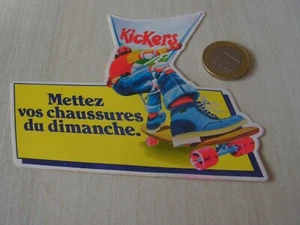 Kickers
Mettez
vos chaussures
du dimanche.